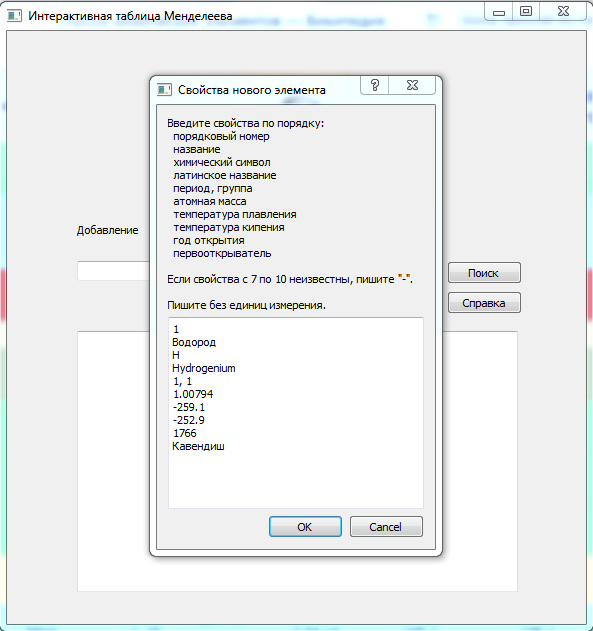 Интерактивная таблица Менделеева
Свойства нового элемента
Введите свойства по порядку:
порядковый номер
название
химический символ
латинское название
период, группа
атомная масса
температура плавления
температура кипения
год открытия
первооткрыватель
Если свойства с 7 по 10 неизвестны, пишите "-".
Пишите без единиц измерения.
1
Водород
H
Hydrogenium
1, 1
1.00794
-259.1
-252.9
1766
Кавендиш
OK
Cancel
Добавление
Поиск
Справка